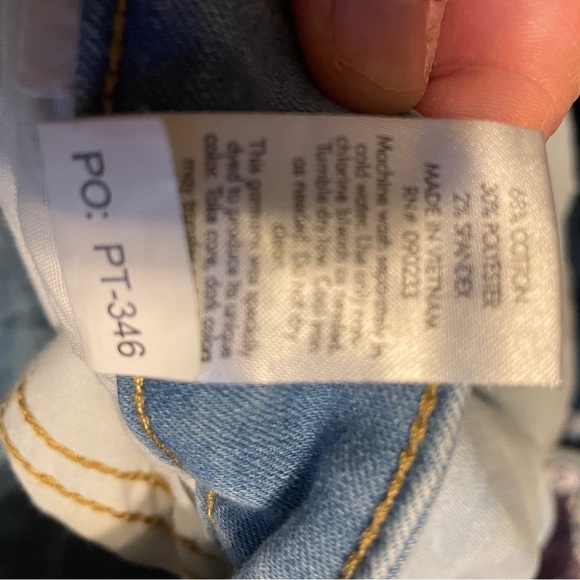 68% COTTON
30% POLYESTER
2% SPANDEX
MADE IN VIETNAM
RN# 090233
Machine wash separately in
cold water. Use only non-
chlorine bleach as needed.
Tumble dry low. Cool iron
as needed. Do not dry
clean.
This garment was specially
dyed to produce its unique
color. Take care, dark colors
may
PO: PT-346